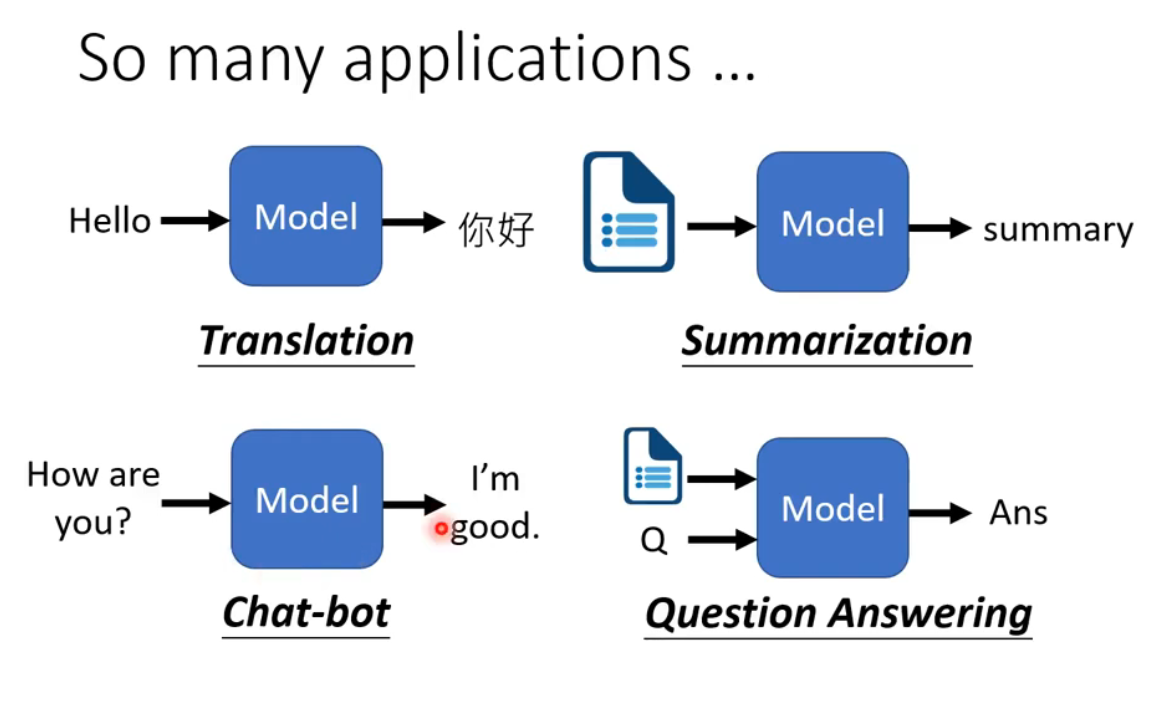 So many applications ...
Hello
Model
你好
Model
summary
Translation
Summarization
How are
you?
Model
I’m
good.
Q
Model
Ans
Chat-bot
Question Answering